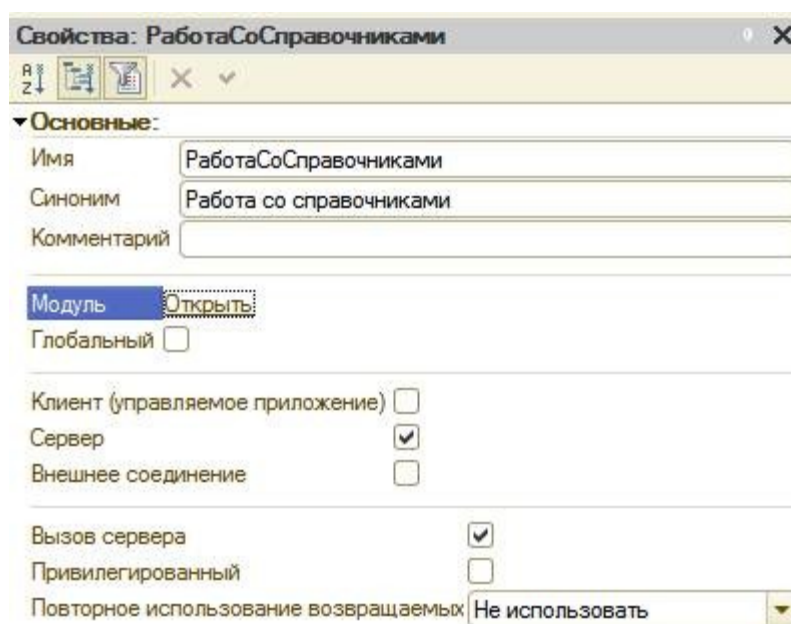 Свойства: РаботаСоСправочниками
Основные:
Имя РаботаСоСправочниками
Синоним Работа со справочниками
Комментарий
Модуль Открыть
Глобальный
Клиент (управляемое приложение)
Сервер
Внешнее соединение
Вызов сервера
Привилегированный
Повторное использование возвращаемых Не использовать